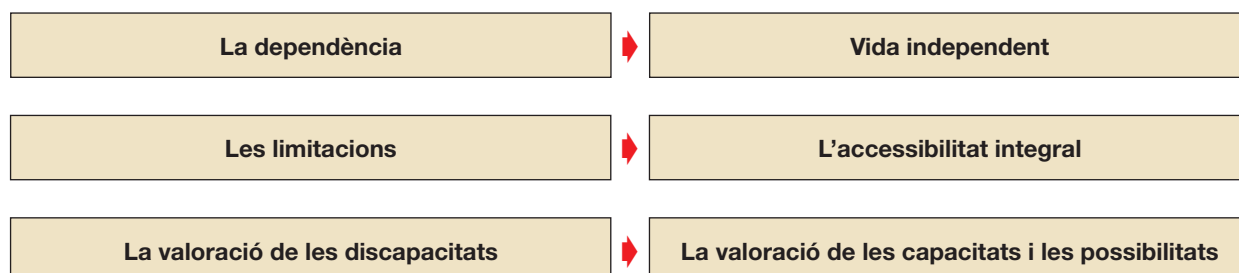 La dependència
Vida independent
Les limitacions
L'accessibilitat integral
La valoració de les discapacitats
La valoració de les capacitats i les possibilitats